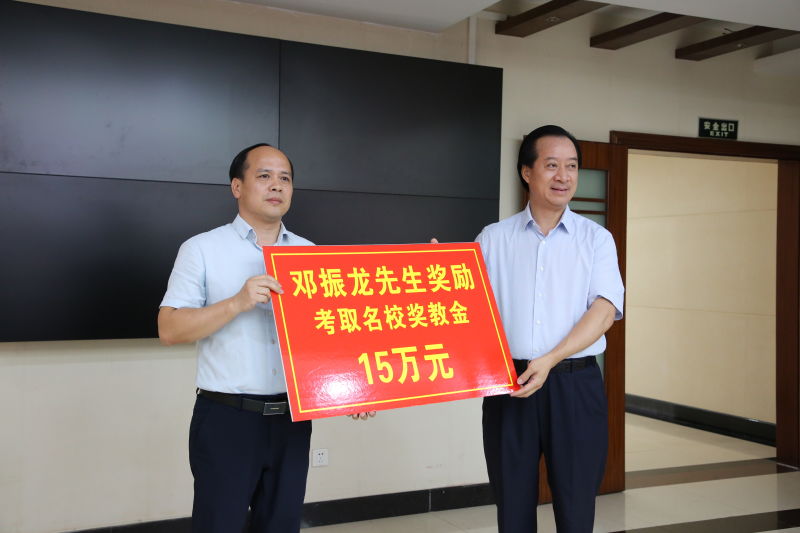 安全出口
EXIT
邓振龙先生奖励
考取名校奖教金
15万元